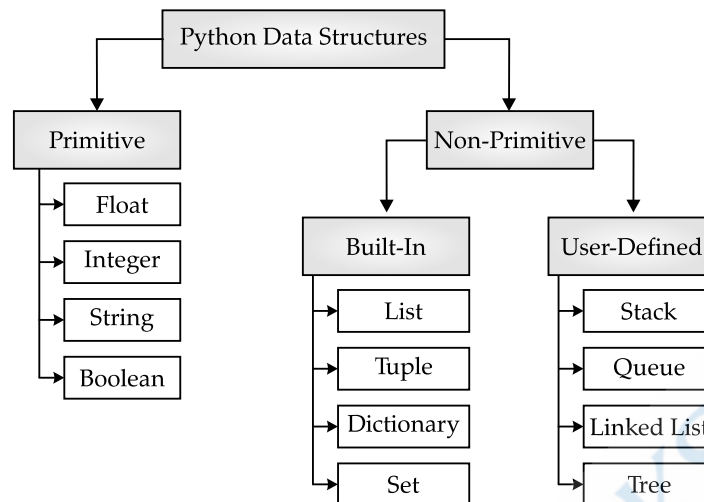 Python Data Structures
Primitive
Non-Primitive
Float
Integer
String
Boolean
Built-In
User-Defined
List
Tuple
Dictionary
Set
Stack
Queue
Linked List
Tree